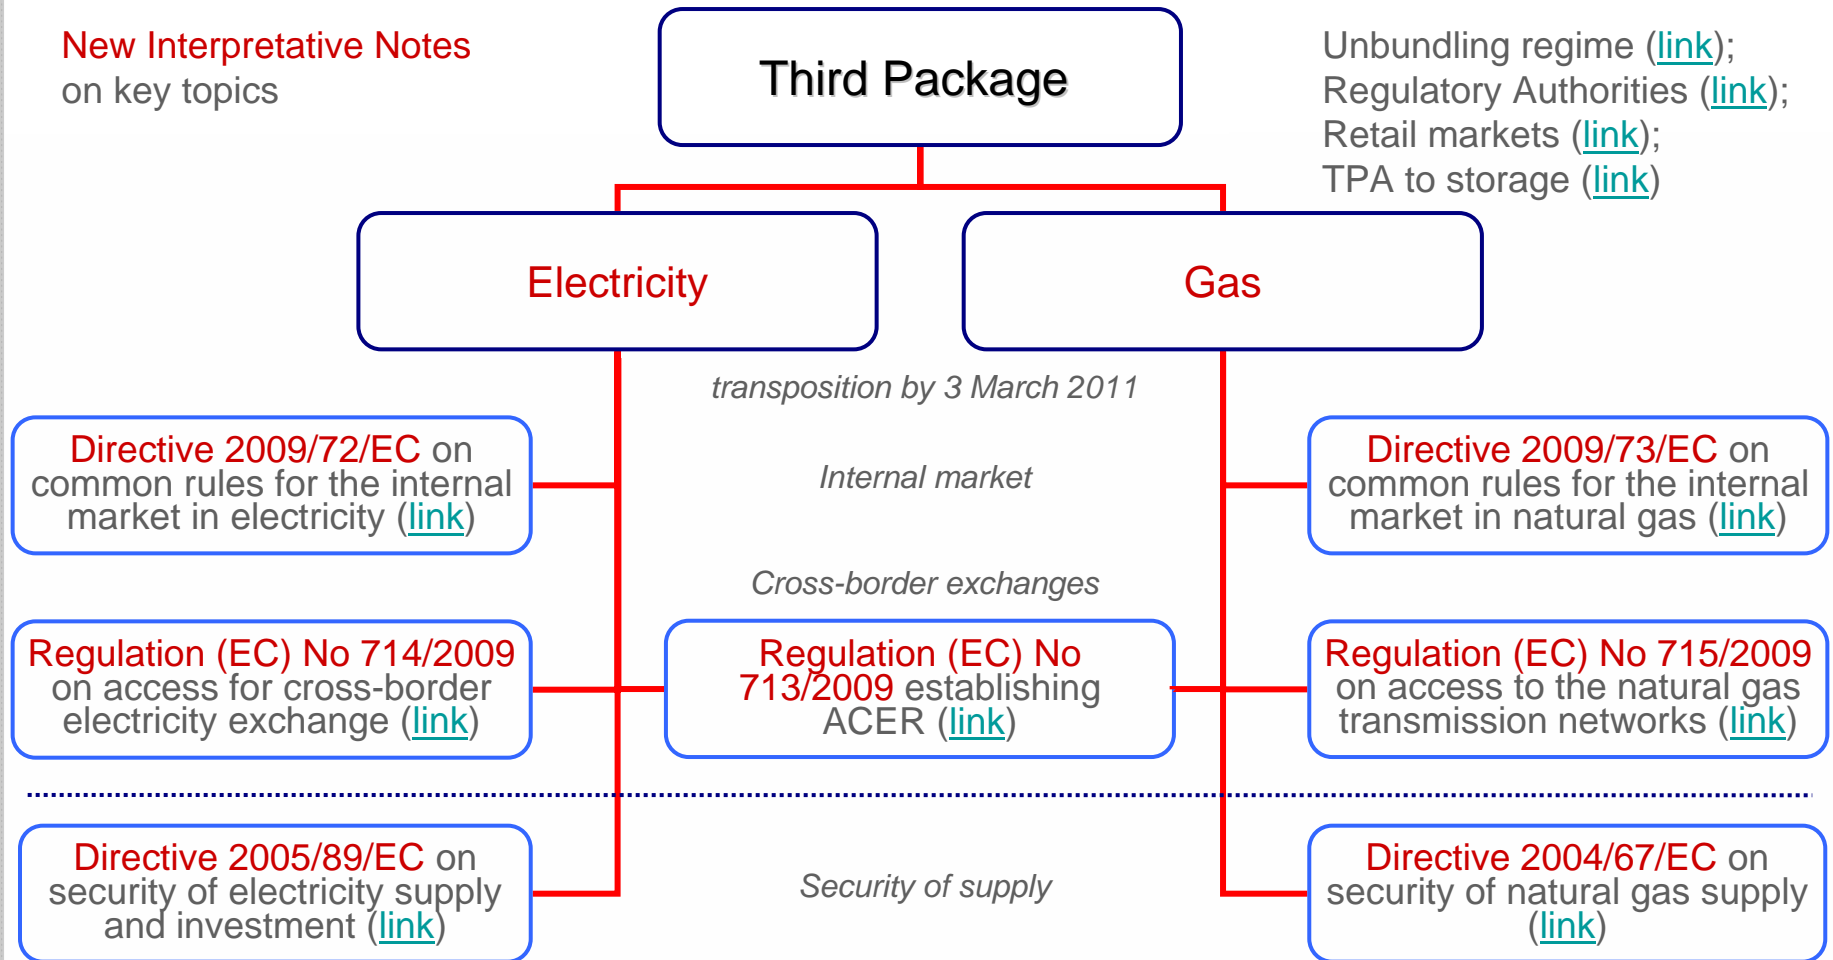 New Interpretative Notes
on key topics
Third Package
Unbundling regime (link);
Regulatory Authorities (link);
Retail markets (link);
TPA to storage (link)
Electricity
Gas
transposition by 3 March 2011
Directive 2009/72/EC on
common rules for the internal
market in electricity (link)
Internal market
Directive 2009/73/EC on
common rules for the internal
market in natural gas (link)
Cross-border exchanges
Regulation (EC) No 714/2009
on access for cross-border
electricity exchange (link)
Regulation (EC) No
713/2009 establishing
ACER (link)
Regulation (EC) No 715/2009
on access to the natural gas
transmission networks (link)
Directive 2005/89/EC on
security of electricity supply
and investment (link)
Security of supply
Directive 2004/67/EC on
security of natural gas supply
(link)